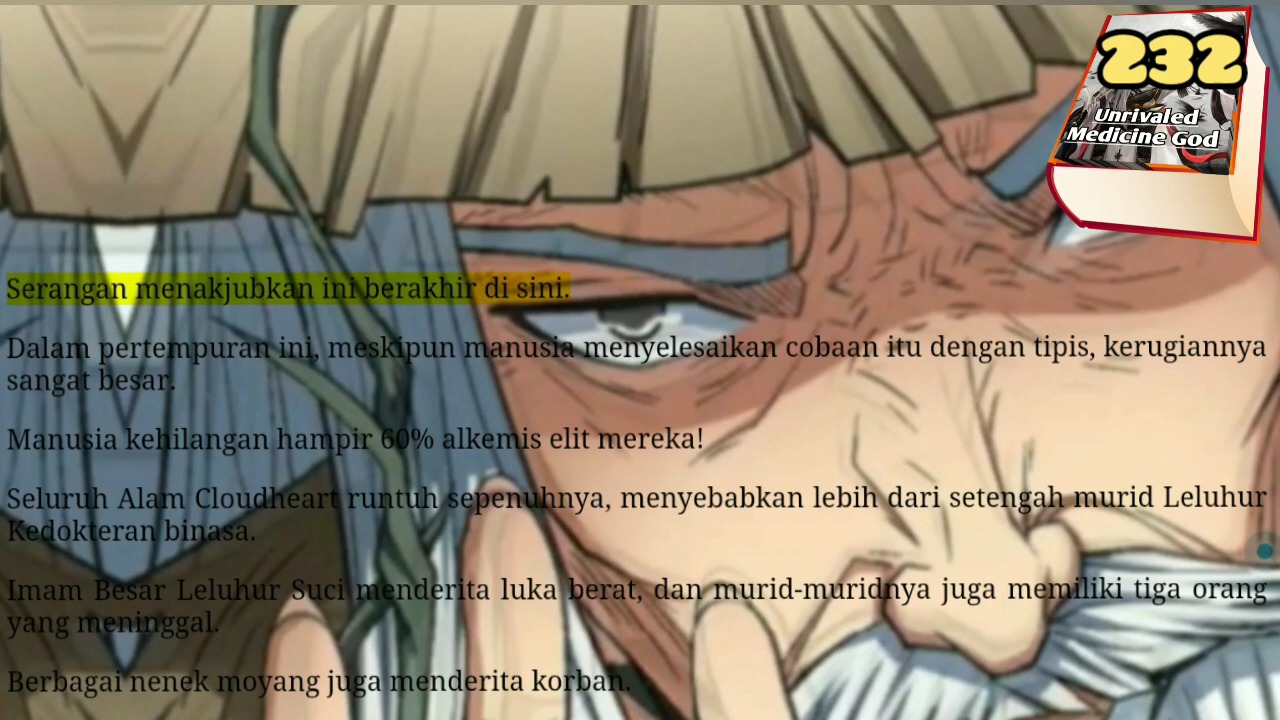 232
Unrivaled
Medicine God
Serangan menakjubkan ini berakhir di sini.
Dalam pertempuran ini, meskipun manusia menyelesaikan cobaan itu dengan tipis, kerugiannya
sangat besar.
Manusia kehilangan hampir 60% alkemis elit mereka!
Seluruh Alam Cloudheart runtuh sepenuhnya, menyebabkan lebih dari setengah murid Leluhur
Kedokteran binasa.
Imam Besar Leluhur Suci menderita luka berat, dan murid-muridnya juga memiliki tiga orang
yang meninggal.
Berbagai nenek moyang juga menderita korban.